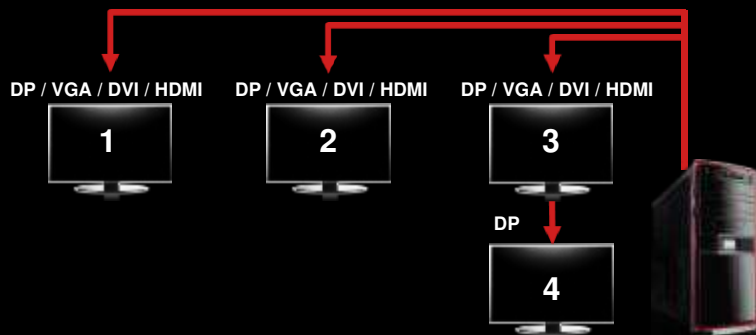 DP / VGA / DVI / HDMI DP / VGA / DVI / HDMI DP / VGA / DVI / HDMI
1 2 3
DP
4